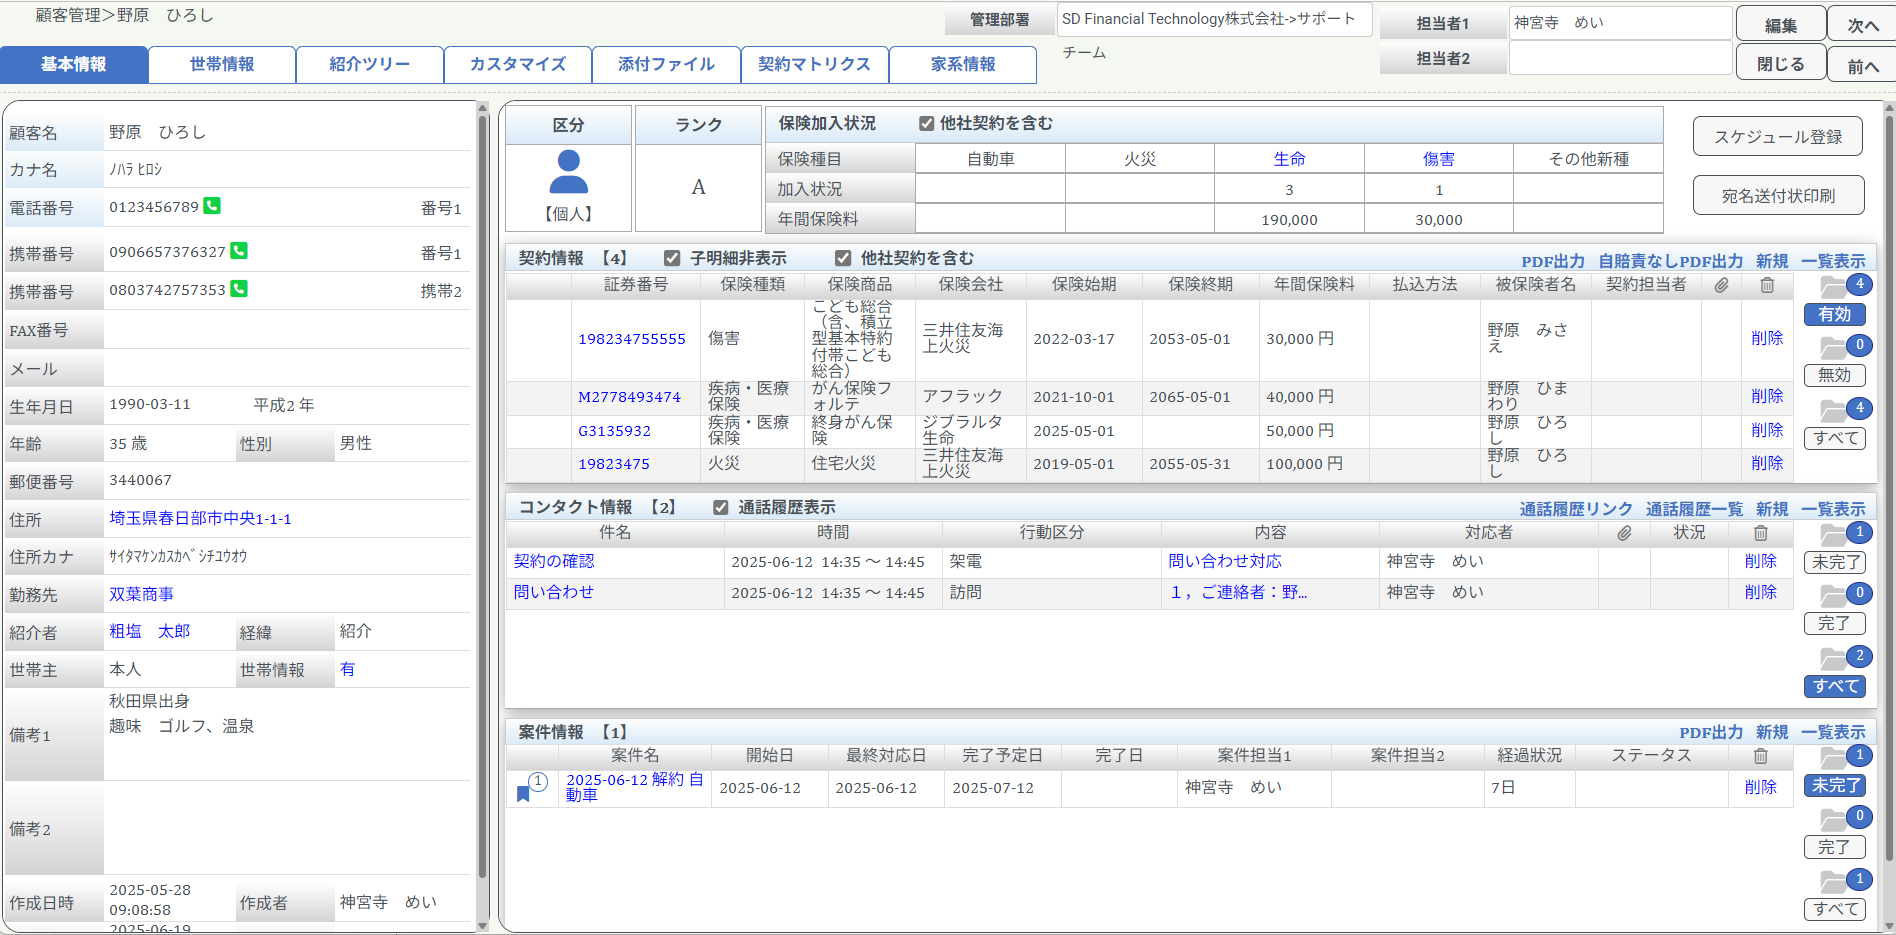 顧客管理＞野原　ひろし
管理部署 SD Financial Technology株式会社->サポートチーム
担当者1 神宮寺　めい
担当者2
編集 次へ
閉じる 前へ
基本情報 世帯情報 紹介ツリー カスタマイズ 添付ファイル 契約マトリクス 家系情報
顧客名 野原　ひろし
カナ名 ﾉﾊﾗ ﾋﾛｼ
電話番号 0123456789 番号1
携帯番号 0906657376327 番号1
携帯番号 0803742757353 携帯2
FAX番号
メール
生年月日 1990-03-11 平成2 年
年齢 35 歳 性別 男性
郵便番号 3440067
住所 埼玉県春日部市中央1-1-1
住所カナ ｻｲﾀﾏｹﾝｶｽｶﾍﾞｼﾁﾕｳｵｳ
勤務先 双葉商事
紹介者 粗塩　太郎 経緯 紹介
世帯主 本人 世帯情報 有
備考1 秋田県出身
趣味　ゴルフ、温泉
備考2
作成日時 2025-05-28 09:08:58 作成者 神宮寺　めい
2025-06-19
区分 ランク
【個人】 A
保険加入状況 他社契約を含む
保険種目 自動車 火災 生命 傷害 その他新種
加入状況 3 1
年間保険料 190,000 30,000
スケジュール登録
宛名送付状印刷
契約情報 【4】 子明細非表示 他社契約を含む PDF出力 自賠責なしPDF出力 新規 一覧表示
証券番号 保険種類 保険商品 保険会社 保険始期 保険終期 年間保険料 払込方法 被保険者名 契約担当者
198234755555 傷害 こども総合（含、積立型基本特約付帯こども総合） 三井住友海上火災 2022-03-17 2053-05-01 30,000 円 野原　みさえ 削除
M2778493474 疾病・医療保険 がん保険フォルテ アフラック 2021-10-01 2065-05-01 40,000 円 野原　ひまわり 削除
G3135932 疾病・医療保険 終身がん保険 ジブラルタ生命 2025-05-01 50,000 円 野原　ひろし 削除
19823475 火災 住宅火災 三井住友海上火災 2019-05-01 2055-05-31 100,000 円 野原　ひろし 削除
4
有効
0
無効
4
すべて
コンタクト情報 【2】 通話履歴表示 通話履歴リンク 通話履歴一覧 新規 一覧表示
件名 時間 行動区分 内容 対応者 状況
契約の確認 2025-06-12 14:35 ～ 14:45 架電 問い合わせ対応 神宮寺　めい 削除
問い合わせ 2025-06-12 14:35 ～ 14:45 訪問 １，ご連絡者：野... 神宮寺　めい 削除
1
未完了
0
完了
2
すべて
案件情報 【1】 PDF出力 新規 一覧表示
案件名 開始日 最終対応日 完了予定日 完了日 案件担当1 案件担当2 経過状況 ステータス
1 2025-06-12 解約 自動車 2025-06-12 2025-06-12 2025-07-12 神宮寺　めい 7日 削除
1
未完了
0
完了
1
すべて